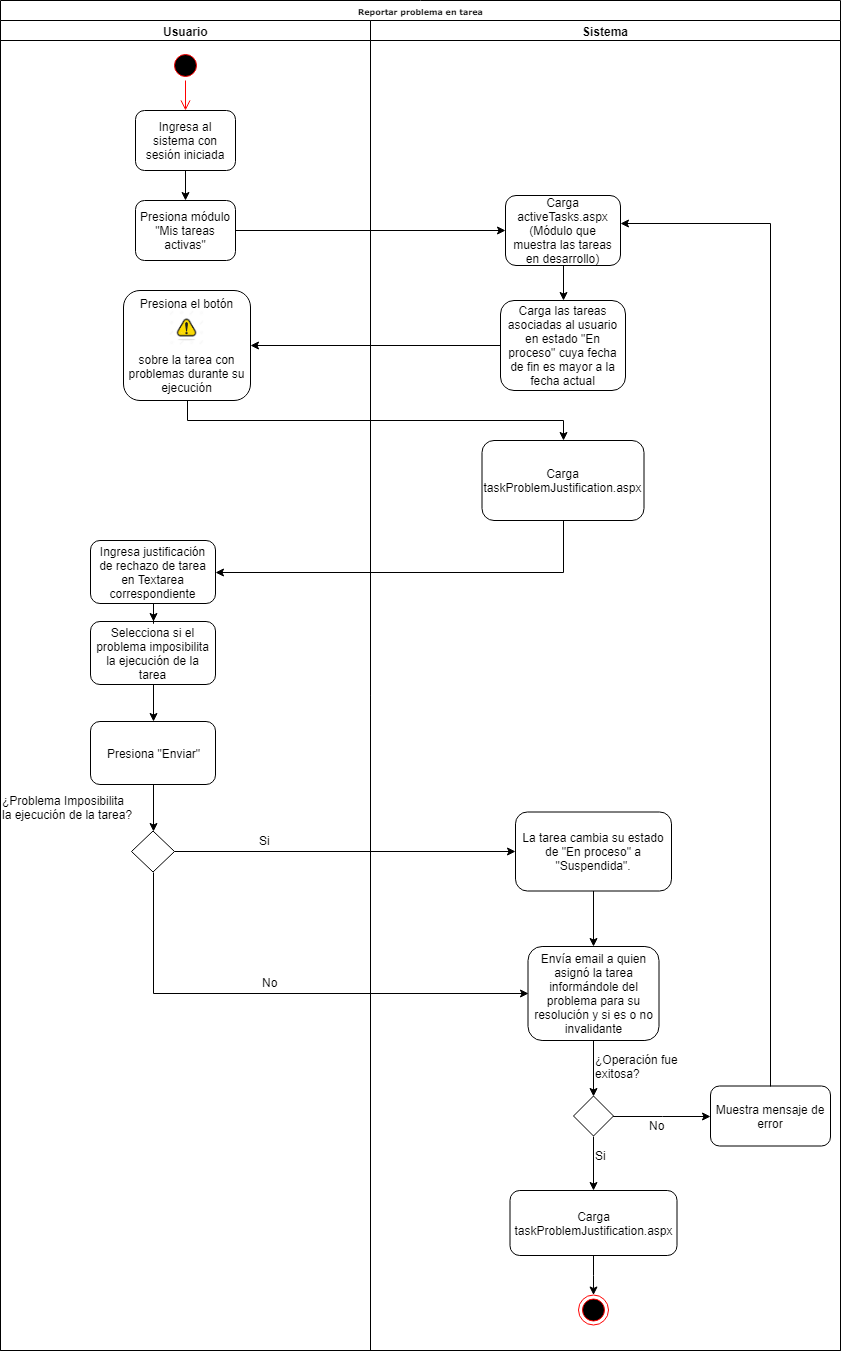 Reportar problema en tarea
Usuario
Sistema
Ingresa al
sistema con
sesión iniciada
Presiona módulo
"Mis tareas
activas"
Carga
activeTasks.aspx
(Módulo que
muestra las tareas
en desarrollo)
Presiona el botón
sobre la tarea con
problemas durante su
ejecución
Carga las tareas
asociadas al usuario
en estado "En
proceso" cuya fecha
de fin es mayor a la
fecha actual
Carga
taskProblemJustification.aspx
Ingresa justificación
de rechazo de tarea
en Textarea
correspondiente
Selecciona si el
problema imposibilita
la ejecución de la
tarea
Presiona "Enviar"
¿Problema Imposibilita
la ejecución de la tarea?
Si
La tarea cambia su estado
de "En proceso" a
"Suspendida".
No
Envía email a quien
asignó la tarea
informándole del
problema para su
resolución y si es o no
invalidante
¿Operación fue
exitosa?
No
Muestra mensaje de
error
Si
Carga
taskProblemJustification.aspx